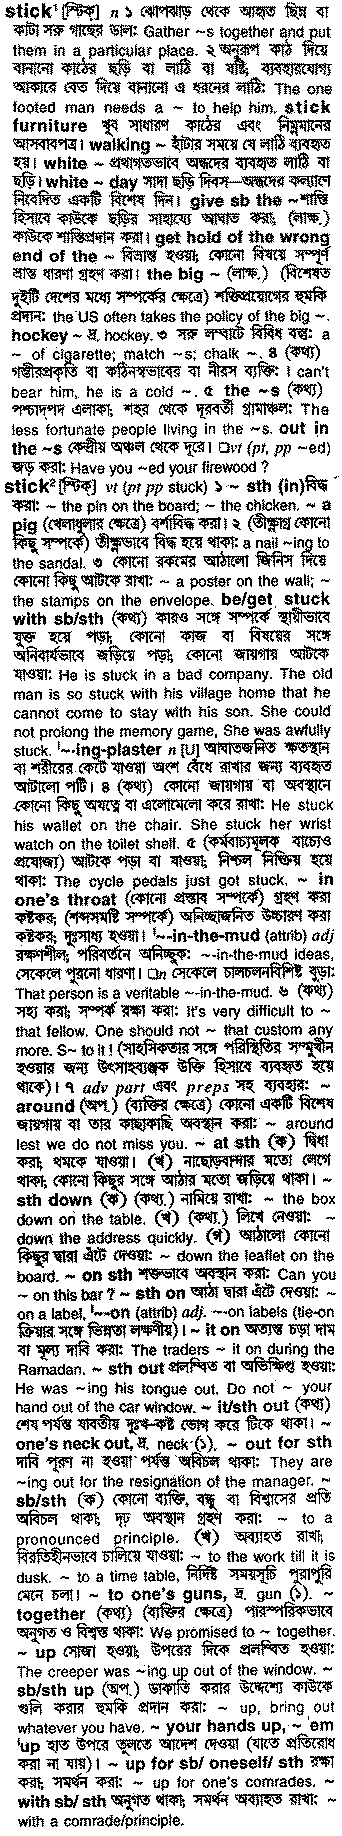 stick¹ [স্টিক্] n ১ ঝোপঝাড় থেকে আহৃত ছিন্ন বা
কাটা সরু গাছের ডাল: Gather ~s together and put
them in a particular place. ২ অনুরূপ কাঠ দিয়ে
বানানো কাঠের ছড়ি বা লাঠি বা যষ্টি; ব্যবহারযোগ্য
আকারে বেত দিয়ে বানানো এ ধরনের লাঠি: The one
footed man needs a ~ to help him. stick
furniture খুব সাধারণ কাঠের এবং নিম্নমানের
আসবাবপত্র। walking ~ হাঁটার সময়ে যে লাঠি ব্যবহৃত
হয়। white ~ প্রথাগতভাবে অন্ধদের ব্যবহৃত লাঠি বা
ছড়ি। white ~ day সাদা ছড়ি দিবস—অন্ধদের কল্যাণে
নিবেদিত একটি বিশেষ দিন। give sb the ~শাস্তি
হিসাবে কাউকে ছড়ির সাহায্যে আঘাত করা; (লাক্ষ.)
কাউকে শাস্তিপ্রদান করা। get hold of the wrong
end of the ~ বিভ্রান্ত হওয়া; কোনো বিষয়ে সম্পূর্ণ
ভ্রান্ত ধারণা গ্রহণ করা। the big ~ (লাক্ষ.) (বিশেষত
দুইটি দেশের মধ্যে সম্পর্কের ক্ষেত্রে) শক্তিপ্রয়োগের হুমকি
প্রদান: the US often takes the policy of the big ~.
hockey ~ দ্র. hockey. ৩ সরু লম্বাটে বিবিধ বস্তু: a
~ of cigarette; match ~s; chalk ~. ৪ (কথ্য)
গম্ভীরপ্রকৃতি বা কঠিনস্বভাবের বা নীরস ব্যক্তি: I can't
bear him, he is a cold ~. ৫ the ~s (কথ্য)
পশ্চাদপদ এলাকা; শহর থেকে দূরবর্তী গ্রামাঞ্চল: The
less fortunate people living in the ~s. out in
the ~s কেন্দ্রীয় অঞ্চল থেকে দূরে। □vt (pt, pp ~ed)
জড় করা: Have you ~ed your firewood ?
stick² [স্টিক্] vt (pt pp stuck) ১ ~ sth (in)বিদ্ধ
করা: ~ the pin on the board; ~ the chicken. ~ a
pig (খেলাধুলার ক্ষেত্রে) বর্শাবিদ্ধ করা। ২ (তীক্ষ্ণাগ্র কোনো
কিছু সম্পর্কে) তীক্ষ্ণভাবে বিদ্ধ হয়ে থাকা: a nail ~ing to
the sandal. ৩ কোনো রকমের আঠালো জিনিস দিয়ে
কোনো কিছু আটকে রাখা: ~ a poster on the wall; ~
the stamps on the envelope. be/get stuck
with sb/sth (কথ্য) কারও সঙ্গে সম্পর্কে স্থায়ীভাবে
যুক্ত হয়ে পড়া; কোনো কাজ বা বিষয়ের সঙ্গে
অনিবার্যভাবে জড়িয়ে পড়া; কোনো জায়গায় আটকে
যাওয়া: He is stuck in a bad company. The old
man is so stuck with his village home that he
cannot come to stay with his son. She could
not prolong the memory game, She was awfully
stuck. ˈ~-ing-plaster n [U] আঘাতজনিত ক্ষতস্থান
বা শরীরের কেটে যাওয়া অংশ বেঁধে রাখার জন্য ব্যবহৃত
আটালো পটি। ৪ (কথ্য) কোনো জায়গায় বা অবস্থানে
কোনো কিছু অযত্নে বা এলোমেলো করে রাখা: He stuck
his wallet on the chair. She stuck her wrist
watch on the toilet shelf. ৫ (কর্মবাচ্যমূলক বাচ্যেও
প্রযোজ্য) আটকে পড়া বা যাওয়া; নিশ্চল নিষ্ক্রিয় হয়ে
থাকা: The cycle pedals just got stuck. ~ in
one's throat (কোনো প্রস্তাব সম্পর্কে) গ্রহণ করা
কষ্টকর; (শব্দসমষ্টি সম্পর্কে) অনিচ্ছাজনিত উচ্চারণ করা
কষ্টকর; দুঃসাধ্য হওয়া। ˈ~-in-the-mud (attrib) adj
রক্ষণশীল; পরিবর্তনে অনিচ্ছুক: ~-in-the-mud ideas,
সেকেলে পুরনো ধারণা। □n সেকেলে চালচলনবিশিষ্ট বুড়া:
That person is a veritable ~-in-the-mud. ৬ (কথ্য)
সহ্য করা; সম্পর্ক রক্ষা করা: It's very difficult to ~
that fellow. One should not ~ that custom any
more. S~ to it ! (সাহসিকতার সঙ্গে পরিস্থিতির সম্মুখীন
হওয়ার জন্য উৎসাহব্যঞ্জক উক্তি হিসাবে ব্যবহৃত হয়ে
থাকে)। ৭ adv part এবং preps সহ ব্যবহার: ~
around (অপ.) (ব্যক্তির ক্ষেত্রে) কোনো একটি বিশেষ
জায়গায় বা তার কাছাকাছি অবস্থান করা: ~ around
lest we do not miss you. ~ at sth (ক) দ্বিধা
করা; থমকে যাওয়া। (খ) নাছোড়বান্দার মতো লেগে
থাকা; কোনো কিছুর সঙ্গে আঠার মতো জড়িয়ে থাকা। ~
sth down (ক) (কথ্য.) নামিয়ে রাখা: ~ the box
down on the table. (খ) (কথ্য.) লিখে নেওয়া: ~
down the address quickly. (গ) আঠালো কোনো
কিছুর দ্বারা এঁটে দেওয়া: ~ down the leaflet on the
board. ~ on sth শক্তভাবে অবস্থান করা: Can you
~ on this bar ? ~ sth on আঠা দ্বারা এঁটে দেওয়া: ~
on a label, ˈ~-on (attrib) adj. ~-on labels (tie-on
ক্রিয়ার সঙ্গে ভিন্নতা লক্ষণীয়)। ~ it on অত্যন্ত চড়া দাম
বা মূল্য দাবি করা: The traders ~ it on during the
Ramadan. ~ sth out প্রলম্বিত বা অভিক্ষিপ্ত হওয়া:
He was ~ing his tongue out. Do not ~ your
hand out of the car window. ~ it/sth out (কথ্য)
শেষ পর্যন্ত যাবতীয় দুঃখ-কষ্ট ভোগ করে টিকে থাকা। ~
one's neck out, দ্র. neck (১). ~ out for sth
দাবি পূরণ না হওয়া পর্যন্ত অবিচল থাকা: They are
~ing out for the resignation of the manager. ~
sb/sth (ক) কোনো ব্যক্তি, বন্ধু বা বিশ্বাসের প্রতি
অবিচল থাকা; দৃঢ় অবস্থান গ্রহণ করা: ~ to a
pronounced principle. (খ) অব্যাহত রাখা;
বিরতিহীনভাবে চালিয়ে যাওয়া: ~ to the work till it is
dusk. ~ to a time table, নির্দিষ্ট সময়সূচি পুরাপুরি
মেনে চলা। ~ to one's guns, দ্র. gun (১). ~
together (কথ্য) (ব্যক্তির ক্ষেত্রে) পারস্পরিকভাবে
অনুগত ও বিশ্বস্ত থাকা: We promised to ~ together.
~ up সোজা হওয়া; উপরের দিকে প্রলম্বিত হওয়া:
The creeper was ~ing up out of the window. ~
sb/sth up (অপ.) ডাকাতি করার উদ্দেশ্যে কাউকে
গুলি করার হুমকি প্রদান করা: ~ up, bring out
whatever you have. ~ your hands up, ~ 'em
ˈup হাত উপরে তুলতে আদেশ দেওয়া (যাতে প্রতিরোধ
করা না যায়)। ~ up for sb/ oneself/ sth রক্ষা
করা; সমর্থন করা: ~ up for one's comrades. ~
with sb/ sth অনুগত থাকা; সমর্থন অব্যাহত রাখা: ~
with a comrade/principle.